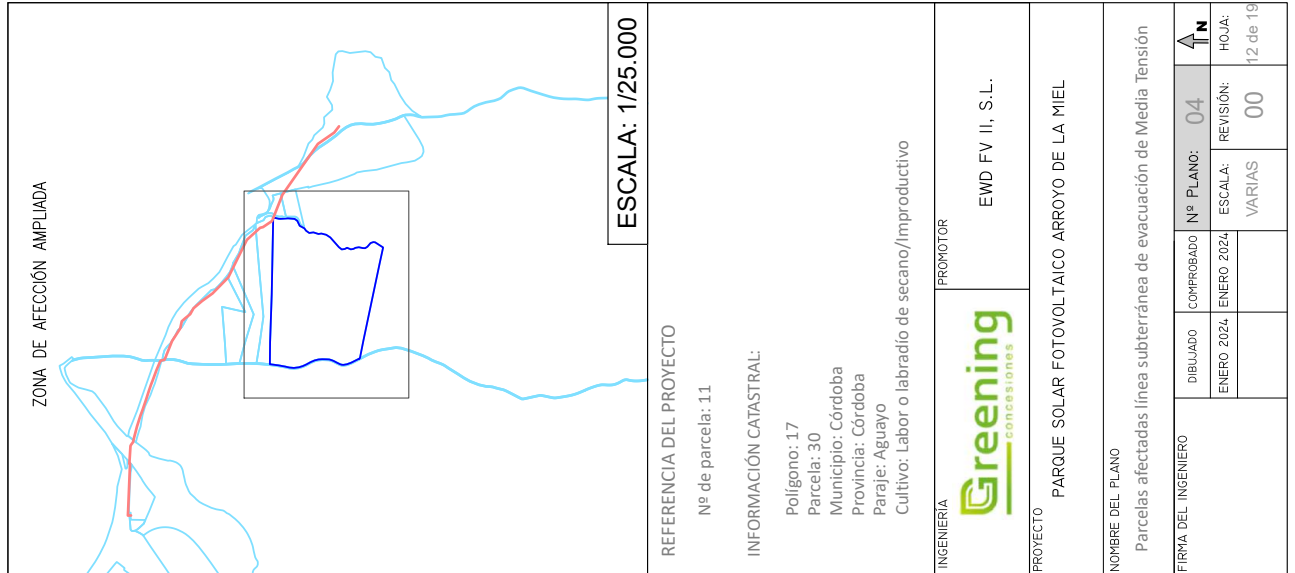 ZONA DE AFECCIÓN AMPLIADA
ESCALA: 1/25.000
REFERENCIA DEL PROYECTO
Nº de parcela: 11
INFORMACIÓN CATASTRAL:
Polígono: 17
Parcela: 30
Municipio: Córdoba
Provincia: Córdoba
Paraje: Aguayo
Cultivo: Labor o labradío de secano/Improductivo
INGENIERÍA
Greening
concesiones
PROMOTOR
EWD FV II, S.L.
PROYECTO
PARQUE SOLAR FOTOVOLTAICO ARROYO DE LA MIEL
NOMBRE DEL PLANO
Parcelas afectadas línea subterránea de evacuación de Media Tensión
FIRMA DEL INGENIERO
DIBUJADO
ENERO 2024
COMPROBADO
ENERO 2024
Nº PLANO: 04
N
ESCALA:
VARIAS
REVISIÓN:
00
HOJA:
12 de 19